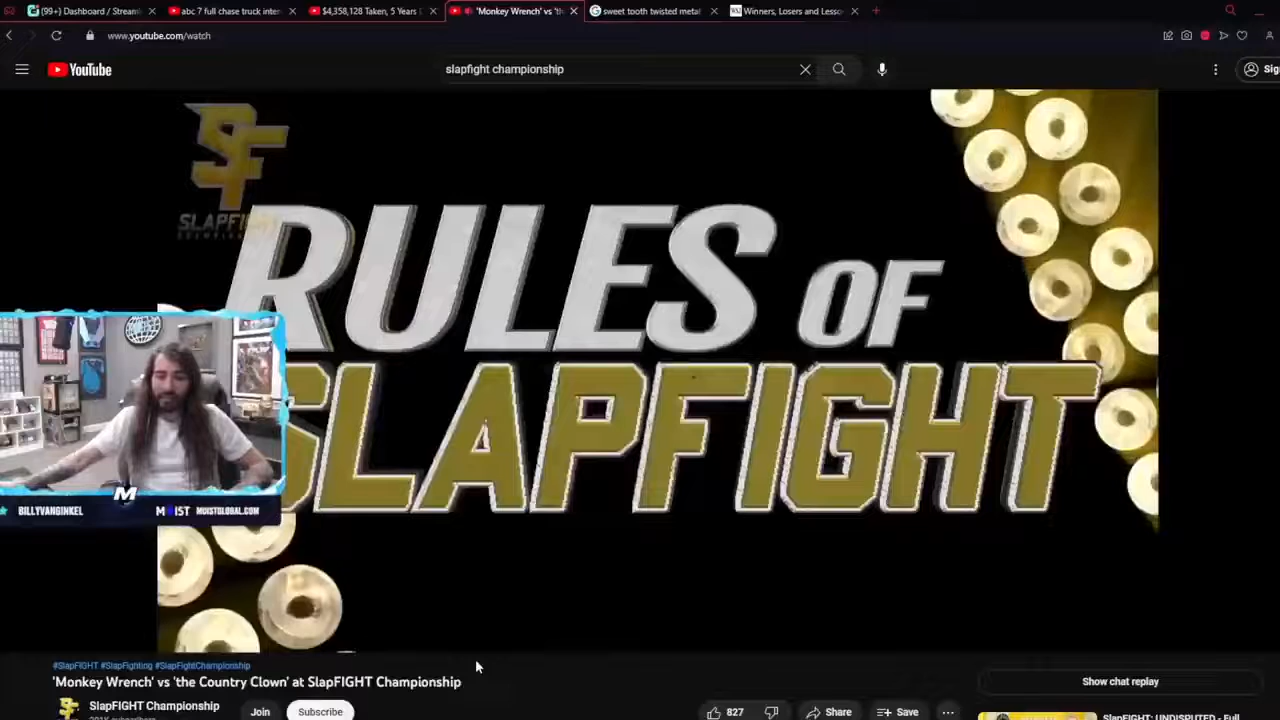 (99+) Dashboard / Streaml
abc 7 full chase truck inter
$4,358,128 Taken, 5 Years D
'Monkey Wrench' vs 'th
sweet tooth twisted metal
Winners, Losers and Lesso
www.youtube.com/watch
YouTube
slapfight championship
Sig
SF
SLAPFIGHT
RULES OF
SLAPFIGHT
BILLYVANGINKEL
M
MOIST
MOISTGLOBAL.COM
#SlapFIGHT #SlapFighting #SlapFightChampionship
'Monkey Wrench' vs 'the Country Clown' at SlapFIGHT Championship
SlapFIGHT Championship
Join
Subscribe
827
Share
Save
Show chat replay
SlapFIGHT: UNDISPUTED - Full